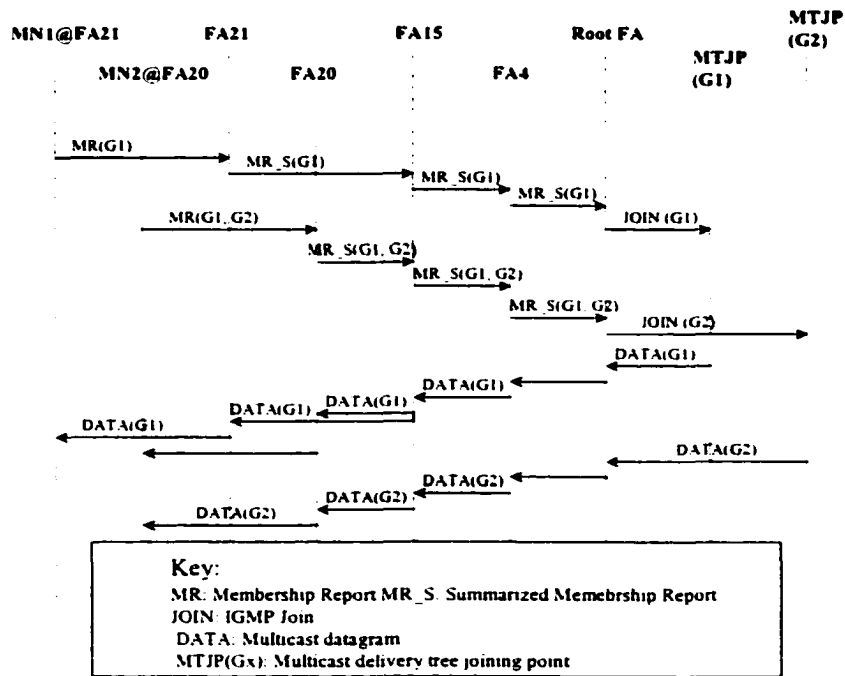 MTJP
(G2)
MN1@FA21 FA21 FA15 Root FA
MTJP
(G1)
MN2@FA20 FA20 FA4
MR(G1)
MR_S(G1)
MR_S(G1)
MR_S(G1)
JOIN (G1)
MR(G1, G2)
MR_S(G1, G2)
MR_S(G1, G2)
MR_S(G1, G2)
JOIN (G2)
DATA(G1)
DATA(G1)
DATA(G1)
DATA(G1)
DATA(G1)
DATA(G2)
DATA(G2)
DATA(G2)
DATA(G2)
Key:
MR: Membership Report MR_S: Summarized Memebrship Report
JOIN: IGMP Join
DATA: Multicast datagram
MTJP(Gx): Multicast delivery tree joining point